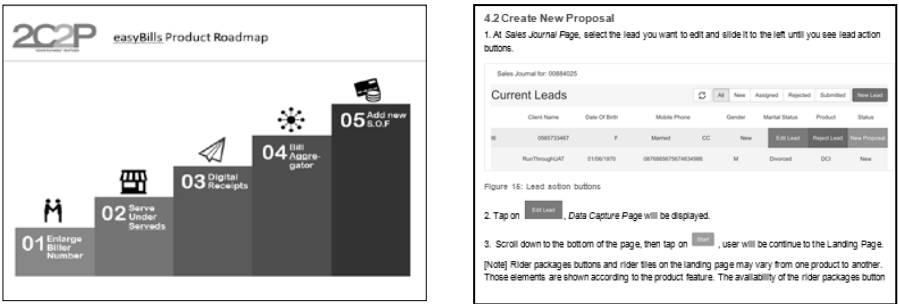 2C2P
easyBills Product Roadmap
01 Enlarge
Biller
Number
02 Serve
Under
Serveds
03 Digital
Receipts
04 Bill
Aggre-
gator
05 Add new
S.O.F
4.2 Create New Proposal
1. At Sales Journal Page, select the lead you want to edit and slide it to the left until you see lead action
buttons.
Sales Journal for: 00884025
Current Leads All New Assigned Rejected Submitted New Lead
Client Name Date Of Birth Mobile Phone Gender Marital Status Product Status
0565733467 F Married CC New Edit Lead Reject Lead New Proposal
RunThroughUAT 01/06/1970 M Divorced DCI New
Figure 15: Lead action buttons
2. Tap on Edit Lead , Data Capture Page will be displayed.
3. Scroll down to the bottom of the page, then tap on Start , user will be continue to the Landing Page.
[Note] Rider packages buttons and rider tiles on the landing page may vary from one product to another.
Those elements are shown according to the product feature. The availability of the rider packages button